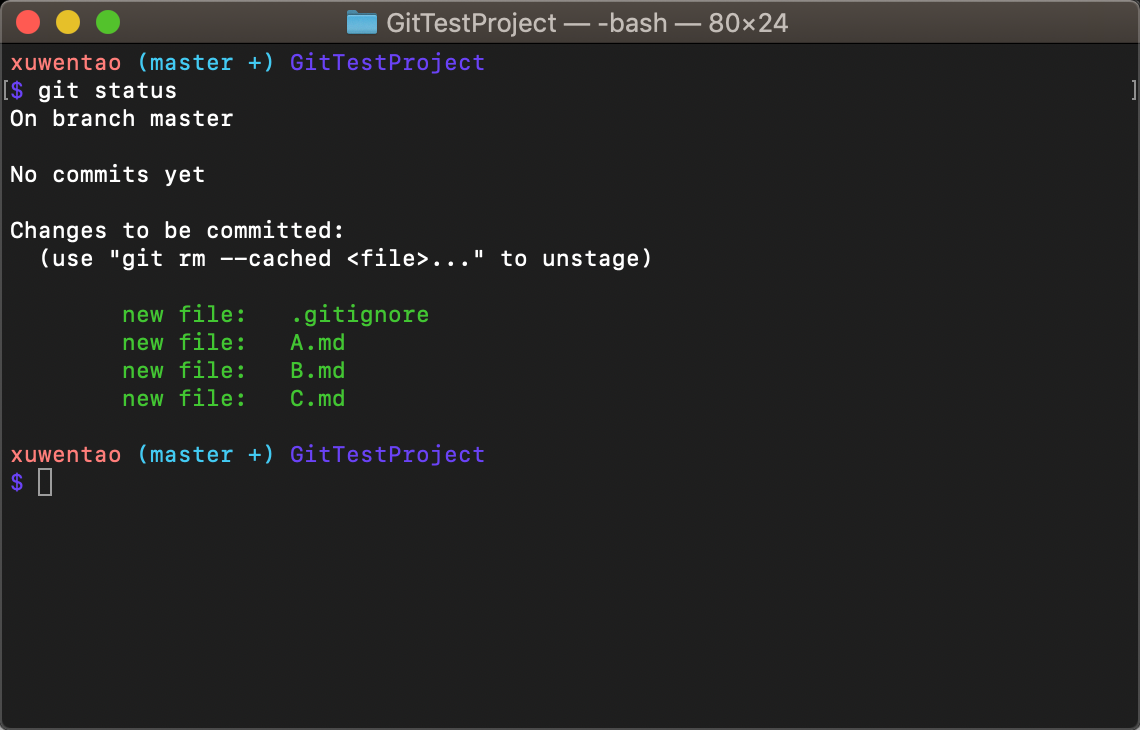 GitTestProject — -bash — 80×24
xuwentao (master +) GitTestProject
[$ git status ]
On branch master
No commits yet
Changes to be committed:
(use "git rm --cached <file>..." to unstage)
new file: .gitignore
new file: A.md
new file: B.md
new file: C.md
xuwentao (master +) GitTestProject
$